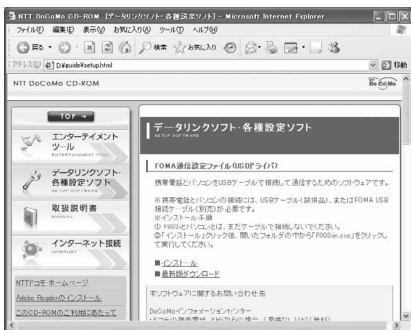 NTT DoCoMo CD-ROM [データリンクソフト・各種設定ソフト] - Microsoft Internet Explorer
ファイル(F) 編集(E) 表示(V) お気に入り(A) ツール(T) ヘルプ(H)
戻る 検索 お気に入り
アドレス(D) D:¥guide¥setup.html 移動
NTT DoCoMo CD-ROM
DoCoMo
TOP
エンターテイメント
ツール
ENTERTAINMENT TOOL
データリンクソフト・
各種設定ソフト
SETUP SOFTWARE
取扱説明書
MANUAL
インターネット接続
NTTドコモ ホームページ
Adobe Readerのインストール
このCD-ROMのご利用にあたって
データリンクソフト・各種設定ソフト
SETUP SOFTWARE
FOMA通信設定ファイル(USBドライバ)
携帯電話とパソコンをUSBケーブルで接続して通信するためのソフトウェアです。
※携帯電話とパソコンの接続には、USBケーブル(試供品)、またはFOMA USB
接続ケーブル(別売)が必要です。
※インストール手順
① とパソコンは、まだケーブルで接続しないでください。
②「インストール」クリック後、開いたフォルダの中から「 .exe」をクリックし
て実行してください。
■インストール
■最新版ダウンロード
本ソフトウェアに関するお問い合わせ先
DoCoMoインフォメーションセンター